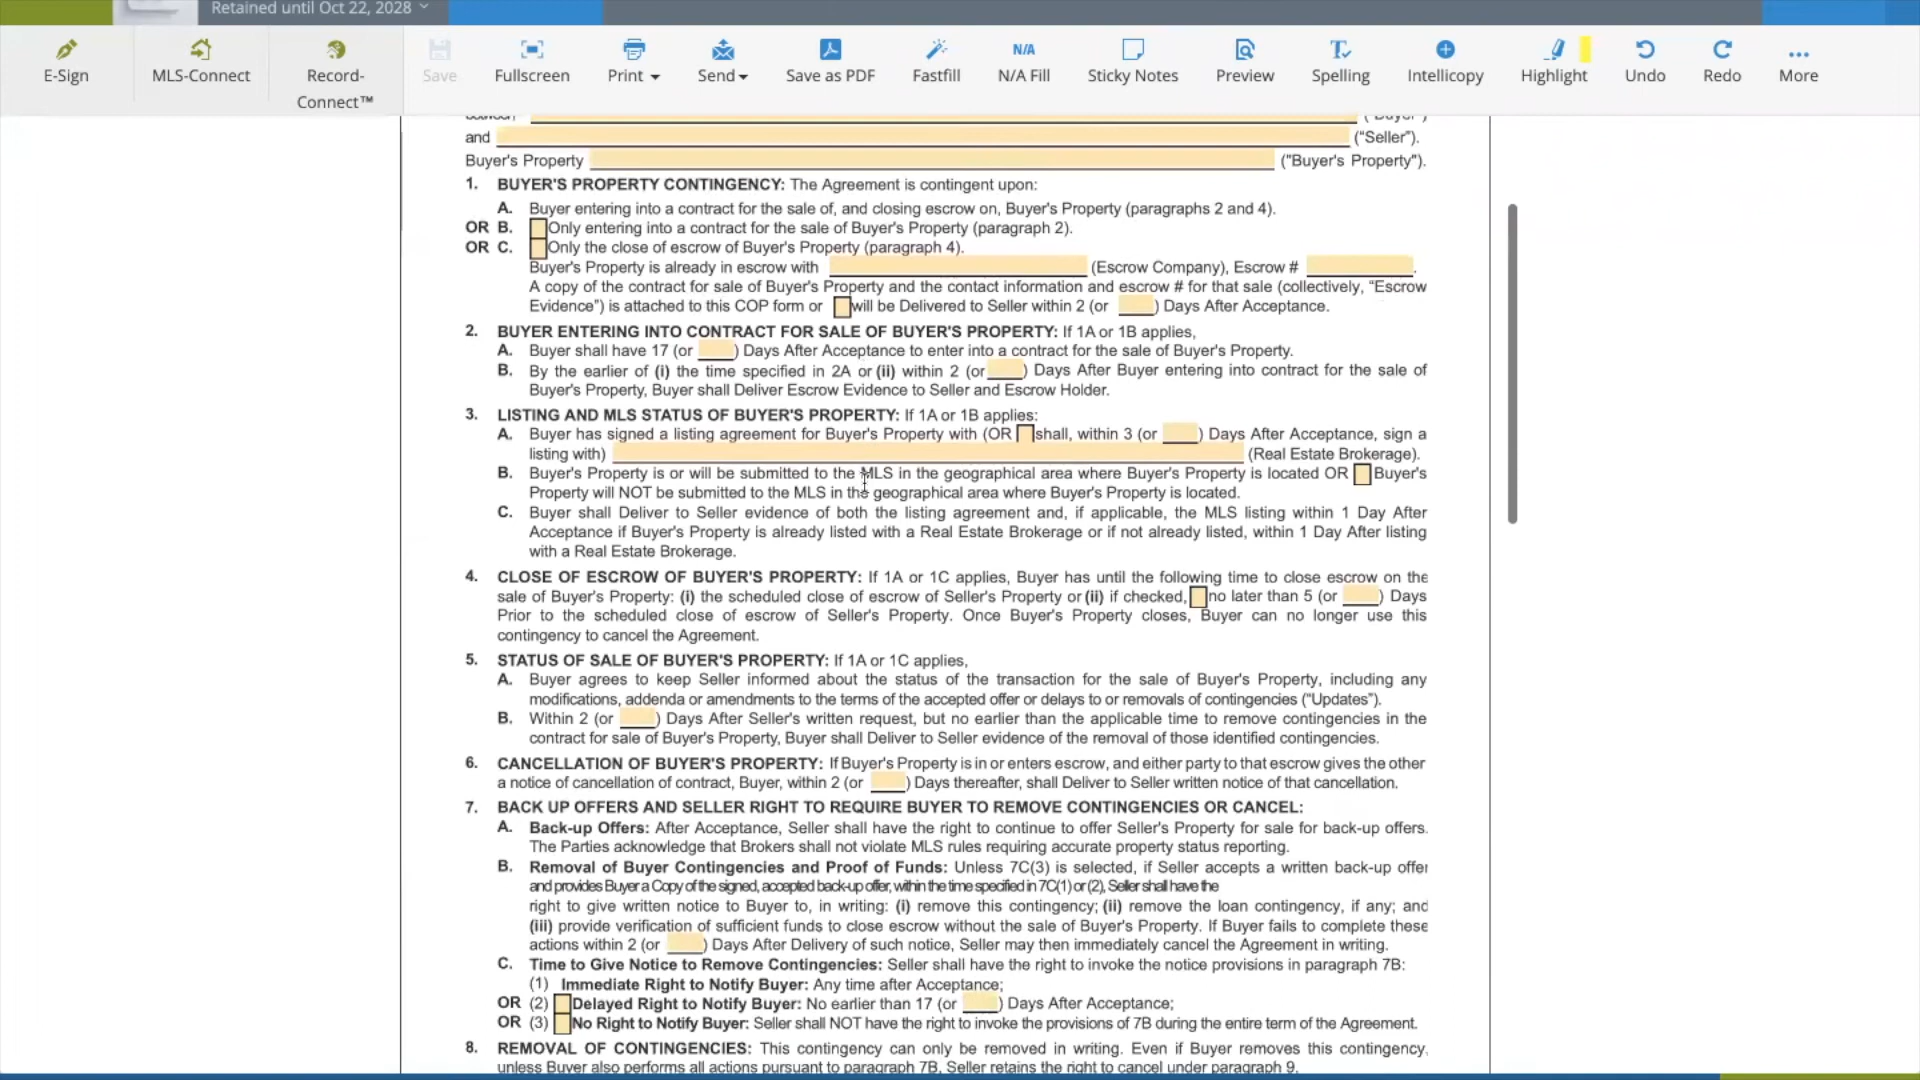 Retained until Oct 22, 2028
E-Sign
MLS-Connect
Record-Connect™
Save
Fullscreen
Print
Send
Save as PDF
Fastfill
N/A
N/A Fill
Sticky Notes
Preview
Spelling
Intellicopy
Highlight
Undo
Redo
More
between, ("Buyer")
and ("Seller").
Buyer's Property ("Buyer's Property").
1. BUYER'S PROPERTY CONTINGENCY: The Agreement is contingent upon:
A. Buyer entering into a contract for the sale of, and closing escrow on, Buyer's Property (paragraphs 2 and 4).
OR B. Only entering into a contract for the sale of Buyer's Property (paragraph 2).
OR C. Only the close of escrow of Buyer's Property (paragraph 4).
Buyer's Property is already in escrow with (Escrow Company), Escrow # .
A copy of the contract for sale of Buyer's Property and the contact information and escrow # for that sale (collectively, "Escrow
Evidence") is attached to this COP form or will be Delivered to Seller within 2 (or ) Days After Acceptance.
2. BUYER ENTERING INTO CONTRACT FOR SALE OF BUYER'S PROPERTY: If 1A or 1B applies,
A. Buyer shall have 17 (or ) Days After Acceptance to enter into a contract for the sale of Buyer's Property.
B. By the earlier of (i) the time specified in 2A or (ii) within 2 (or ) Days After Buyer entering into contract for the sale of
Buyer's Property, Buyer shall Deliver Escrow Evidence to Seller and Escrow Holder.
3. LISTING AND MLS STATUS OF BUYER'S PROPERTY: If 1A or 1B applies:
A. Buyer has signed a listing agreement for Buyer's Property with (OR shall, within 3 (or ) Days After Acceptance, sign a
listing with) (Real Estate Brokerage).
B. Buyer's Property is or will be submitted to the MLS in the geographical area where Buyer's Property is located OR Buyer's
Property will NOT be submitted to the MLS in the geographical area where Buyer's Property is located.
C. Buyer shall Deliver to Seller evidence of both the listing agreement and, if applicable, the MLS listing within 1 Day After
Acceptance if Buyer's Property is already listed with a Real Estate Brokerage or if not already listed, within 1 Day After listing
with a Real Estate Brokerage.
4. CLOSE OF ESCROW OF BUYER'S PROPERTY: If 1A or 1C applies, Buyer has until the following time to close escrow on the
sale of Buyer's Property: (i) the scheduled close of escrow of Seller's Property or (ii) if checked, no later than 5 (or ) Days
Prior to the scheduled close of escrow of Seller's Property. Once Buyer's Property closes, Buyer can no longer use this
contingency to cancel the Agreement.
5. STATUS OF SALE OF BUYER'S PROPERTY: If 1A or 1C applies,
A. Buyer agrees to keep Seller informed about the status of the transaction for the sale of Buyer's Property, including any
modifications, addenda or amendments to the terms of the accepted offer or delays to or removals of contingencies ("Updates").
B. Within 2 (or ) Days After Seller's written request, but no earlier than the applicable time to remove contingencies in the
contract for sale of Buyer's Property, Buyer shall Deliver to Seller evidence of the removal of those identified contingencies.
6. CANCELLATION OF BUYER'S PROPERTY: If Buyer's Property is in or enters escrow, and either party to that escrow gives the other
a notice of cancellation of contract, Buyer, within 2 (or ) Days thereafter, shall Deliver to Seller written notice of that cancellation.
7. BACK UP OFFERS AND SELLER RIGHT TO REQUIRE BUYER TO REMOVE CONTINGENCIES OR CANCEL:
A. Back-up Offers: After Acceptance, Seller shall have the right to continue to offer Seller's Property for sale for back-up offers.
The Parties acknowledge that Brokers shall not violate MLS rules requiring accurate property status reporting.
B. Removal of Buyer Contingencies and Proof of Funds: Unless 7C(3) is selected, if Seller accepts a written back-up offer
and provides Buyer a Copy of the signed, accepted back-up offer, within the time specified in 7C(1) or (2), Seller shall have the
right to give written notice to Buyer to, in writing: (i) remove this contingency; (ii) remove the loan contingency, if any; and
(iii) provide verification of sufficient funds to close escrow without the sale of Buyer's Property. If Buyer fails to complete these
actions within 2 (or ) Days After Delivery of such notice, Seller may then immediately cancel the Agreement in writing.
C. Time to Give Notice to Remove Contingencies: Seller shall have the right to invoke the notice provisions in paragraph 7B:
(1) Immediate Right to Notify Buyer: Any time after Acceptance;
OR (2) Delayed Right to Notify Buyer: No earlier than 17 (or ) Days After Acceptance;
OR (3) No Right to Notify Buyer: Seller shall NOT have the right to invoke the provisions of 7B during the entire term of the Agreement.
8. REMOVAL OF CONTINGENCIES: This contingency can only be removed in writing. Even if Buyer removes this contingency,
unless Buyer also performs all actions pursuant to paragraph 7B, Seller retains the right to cancel under paragraph 9.